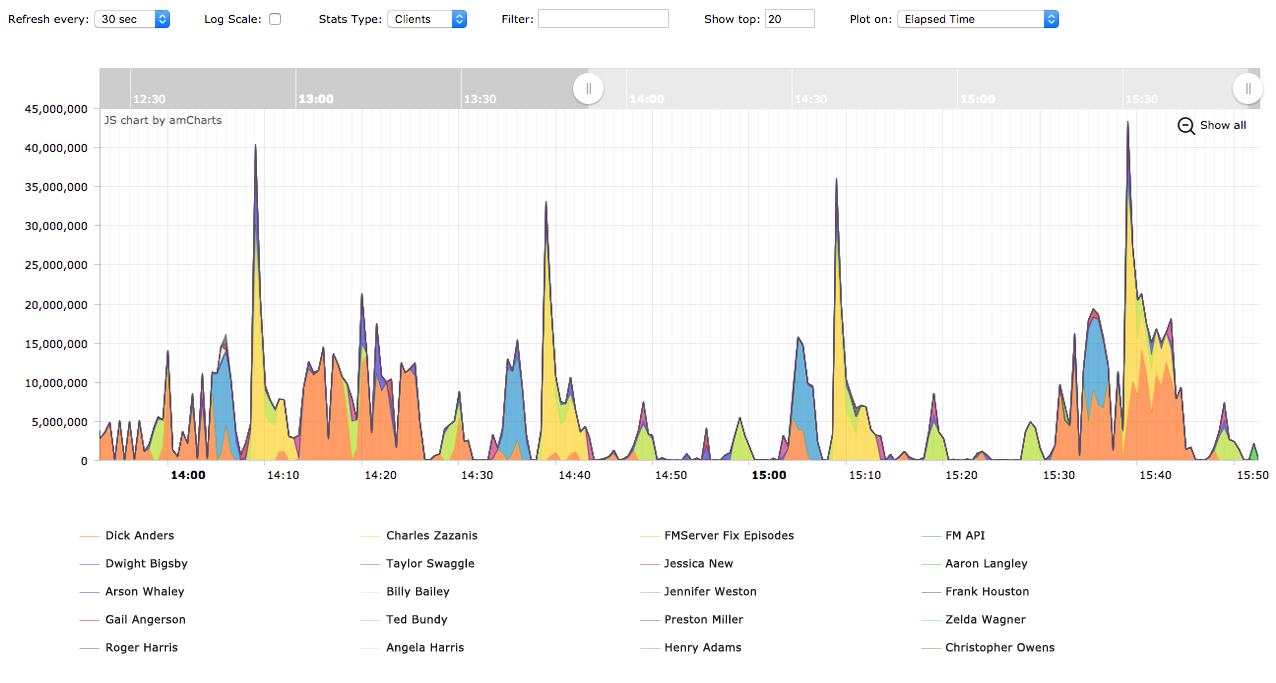 Refresh every: 30 sec Log Scale: Stats Type: Clients Filter: Show top: 20 Plot on: Elapsed Time
12:30 13:00 13:30 14:00 14:30 15:00 15:30
45,000,000
JS chart by amCharts Show all
40,000,000
35,000,000
30,000,000
25,000,000
20,000,000
15,000,000
10,000,000
5,000,000
0
14:00 14:10 14:20 14:30 14:40 14:50 15:00 15:10 15:20 15:30 15:40 15:50
Dick Anders Charles Zazanis FMServer Fix Episodes FM API
Dwight Bigsby Taylor Swaggle Jessica New Aaron Langley
Arson Whaley Billy Bailey Jennifer Weston Frank Houston
Gail Angerson Ted Bundy Preston Miller Zelda Wagner
Roger Harris Angela Harris Henry Adams Christopher Owens